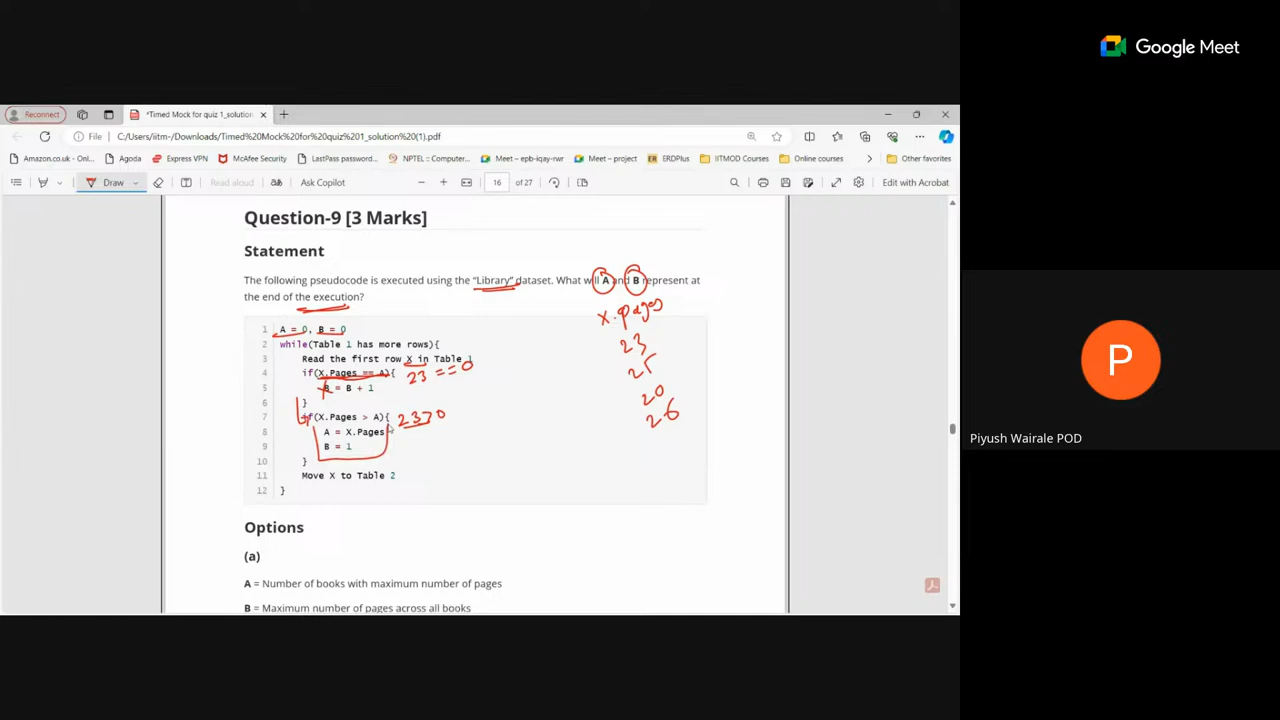 Google Meet
Reconnect
*Timed Mock for quiz 1_solution
File
C:/Users/iitm-/Downloads/Timed%20Mock%20for%20quiz%201_solution%20(1).pdf
Amazon.co.uk - Onl...
Agoda
Express VPN
McAfee Security
LastPass password...
NPTEL :: Computer...
Meet – epb-iqay-rwr
Meet – project
ERDPlus
IITMOD Courses
Online courses
Other favorites
Draw
Read aloud
Ask Copilot
16 of 27
Edit with Acrobat
Question-9 [3 Marks]
Statement
The following pseudocode is executed using the "Library" dataset. What will A and B represent at
the end of the execution?
x.pages
23
25
20
26
1 A = 0, B = 0
2 while(Table 1 has more rows){
3 Read the first row X in Table 1
4 if(X.Pages == A){ 23 == 0
5 B = B + 1
6 }
7 if(X.Pages > A){ 23>0
8 A = X.Pages
9 B = 1
10 }
11 Move X to Table 2
12 }
Options
(a)
A = Number of books with maximum number of pages
B = Maximum number of pages across all books
P
Piyush Wairale POD